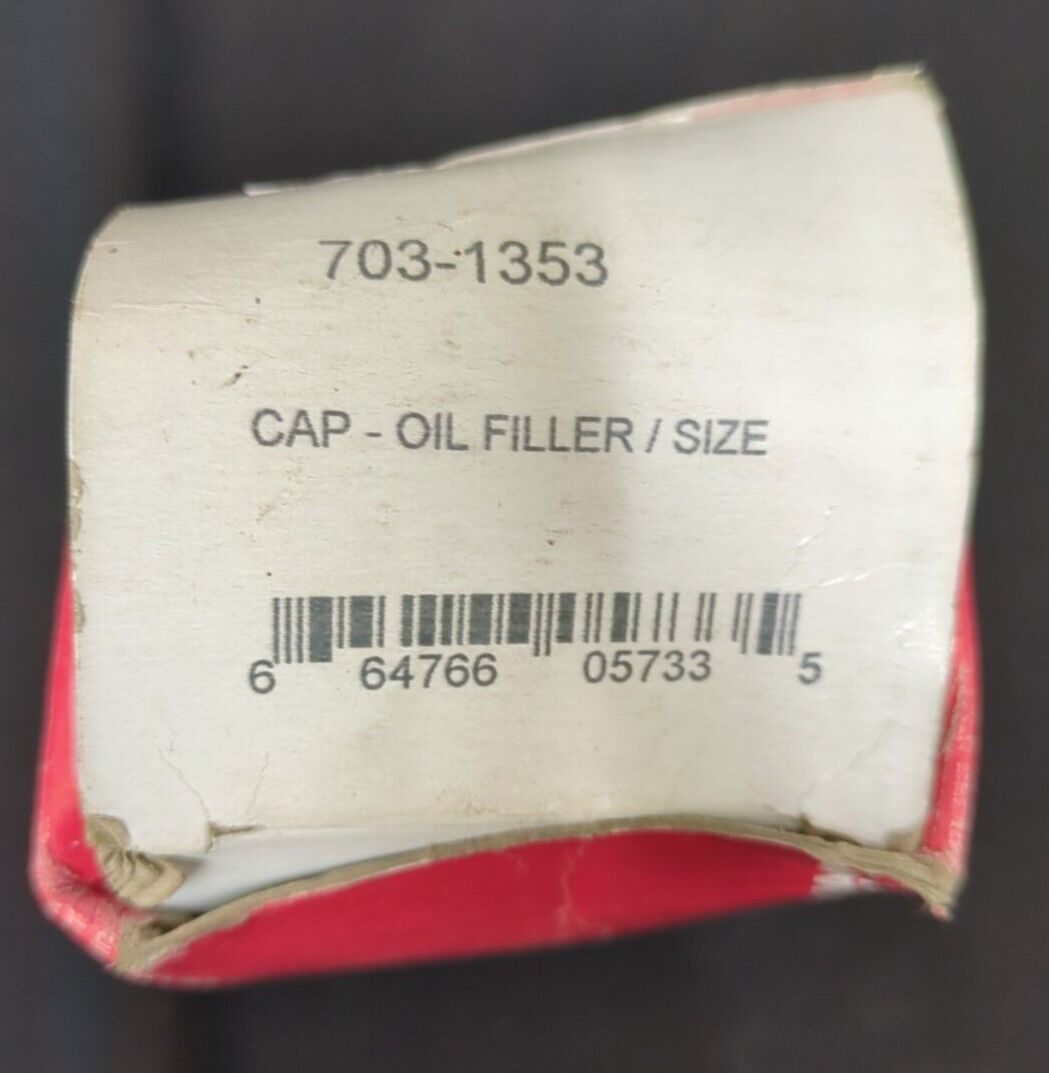 703-1353
CAP - OIL FILLER / SIZE
6 64766 05733 5